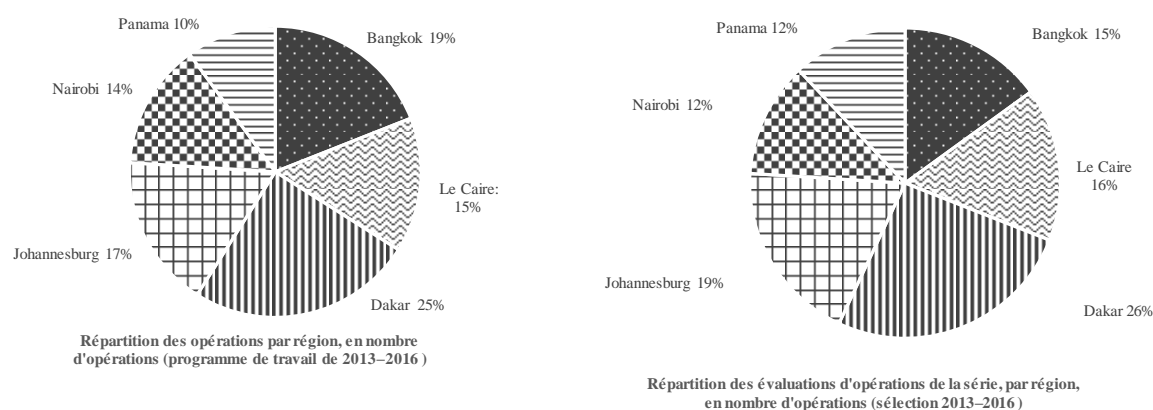 Panama 10%
Bangkok 19%
Nairobi 14%
Le Caire:
15%
Johannesburg 17%
Dakar 25%
Répartition des opérations par région, en nombre
d'opérations (programme de travail de 2013–2016 )
Panama 12%
Bangkok 15%
Nairobi 12%
Le Caire
16%
Johannesburg 19%
Dakar 26%
Répartition des évaluations d'opérations de la série, par région,
en nombre d'opérations (sélection 2013–2016 )